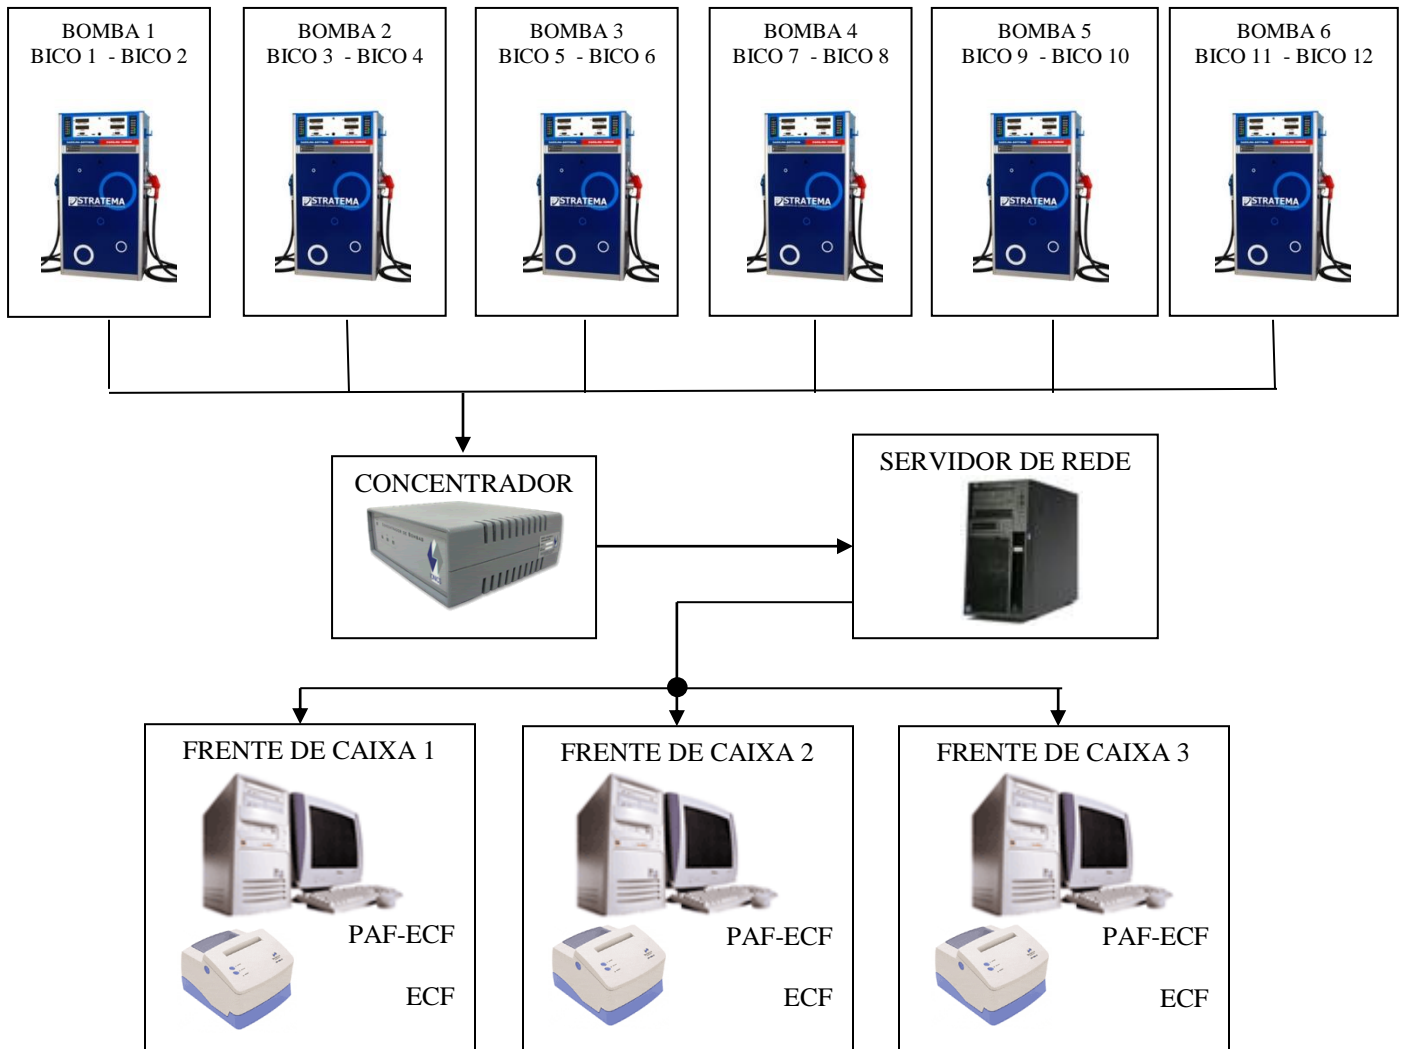 BOMBA 1
BICO 1 - BICO 2
BOMBA 2
BICO 3 - BICO 4
BOMBA 3
BICO 5 - BICO 6
BOMBA 4
BICO 7 - BICO 8
BOMBA 5
BICO 9 - BICO 10
BOMBA 6
BICO 11 - BICO 12
STRATEMA
STRATEMA
STRATEMA
STRATEMA
STRATEMA
STRATEMA
CONCENTRADOR
SERVIDOR DE REDE
FRENTE DE CAIXA 1
FRENTE DE CAIXA 2
FRENTE DE CAIXA 3
PAF-ECF
ECF
PAF-ECF
ECF
PAF-ECF
ECF